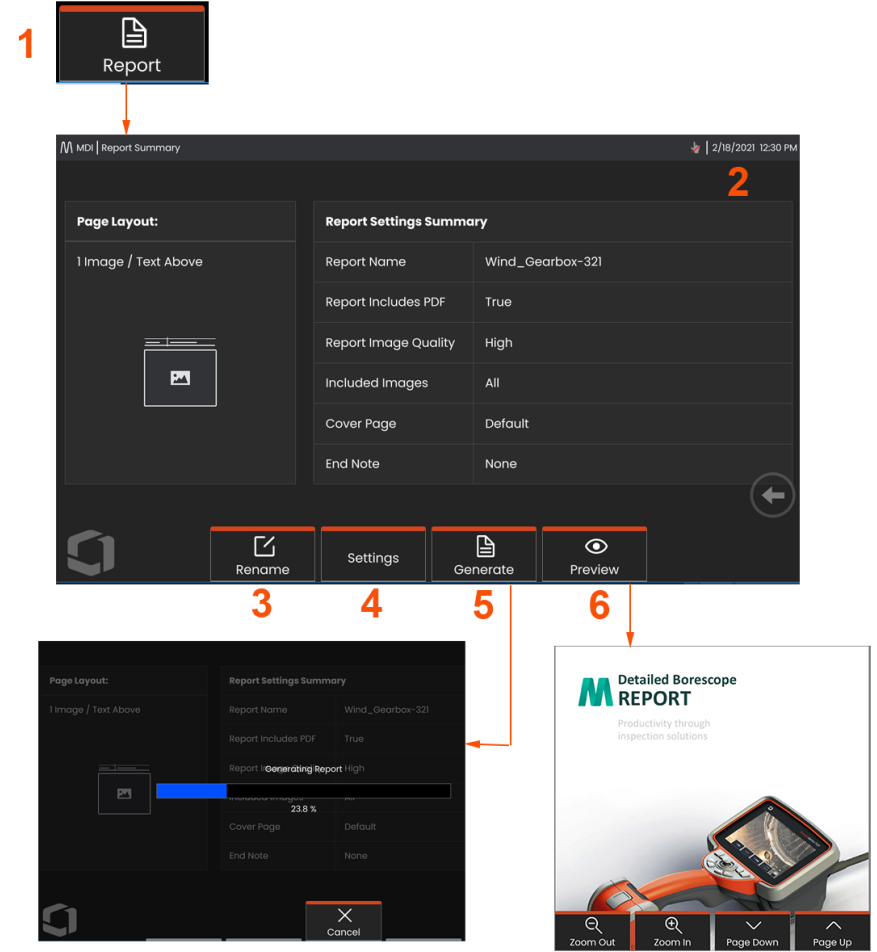 1
Report
MDI | Report Summary
2/18/2021 12:30 PM
2
Page Layout:
1 Image / Text Above
Report Settings Summary
Report Name Wind_Gearbox-321
Report Includes PDF True
Report Image Quality High
Included Images All
Cover Page Default
End Note None
Rename
Settings
Generate
Preview
3
4
5
6
Page Layout:
1 Image / Text Above
Report Settings Summary
Report Name Wind_Gearbox-321
Report Includes PDF True
Generating Report
High
23.8 %
Cover Page Default
End Note None
Cancel
Detailed Borescope
REPORT
Productivity through
inspection solutions
Zoom Out
Zoom In
Page Down
Page Up